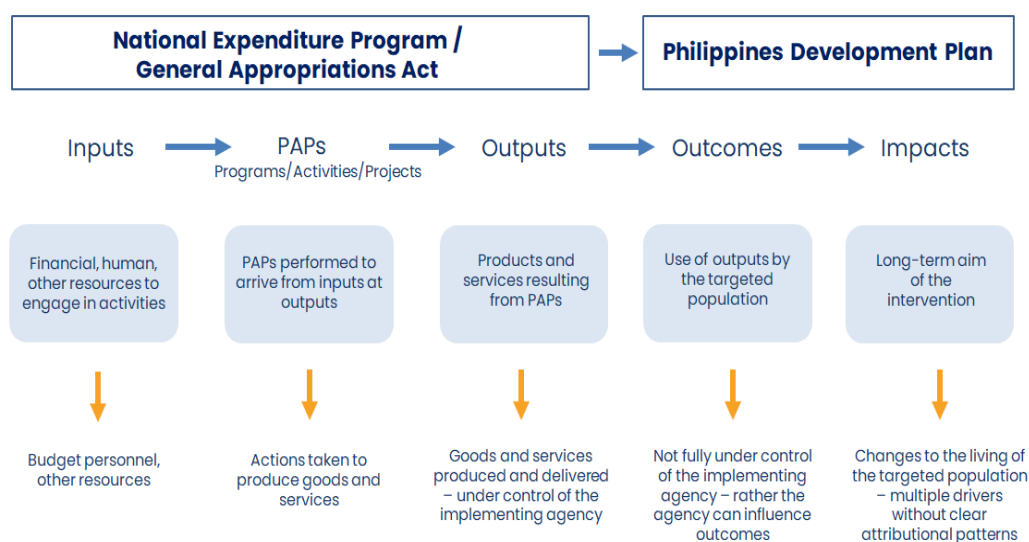 National Expenditure Program /
General Appropriations Act
Philippines Development Plan
Inputs
PAPs
Programs/Activities/Projects
Outputs
Outcomes
Impacts
Financial, human,
other resources to
engage in activities
PAPs performed to
arrive from inputs at
outputs
Products and
services resulting
from PAPs
Use of outputs by
the targeted
population
Long-term aim
of the
intervention
Budget personnel,
other resources
Actions taken to
produce goods and
services
Goods and services
produced and delivered
– under control of the
implementing agency
Not fully under control
of the implementing
agency – rather the
agency can influence
outcomes
Changes to the living of
the targeted population
– multiple drivers
without clear
attributional patterns